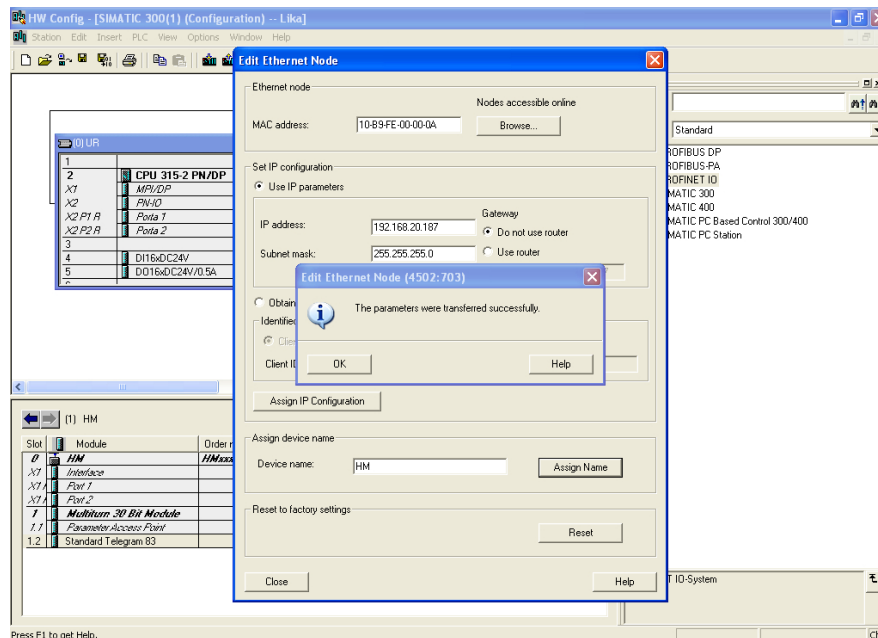 HW Config - [SIMATIC 300(1) (Configuration) -- Lika]
Station Edit Insert PLC View Options Window Help
Edit Ethernet Node
Ethernet node
Nodes accessible online
MAC address:
10-B9-FE-00-00-0A
Browse...
Set IP configuration
Use IP parameters
Gateway
IP address:
192.168.20.187
Do not use router
Subnet mask:
255.255.255.0
Use router
Edit Ethernet Node (4502:703)
The parameters were transferred successfully.
OK
Help
Obtain
Identified
Client ID
Assign IP Configuration
Assign device name
Device name:
HM
Assign Name
Reset to factory settings
Reset
Close
Help
(0) UR
1
2 CPU 315-2 PN/DP
X1 MPI/DP
X2 PN-IO
X2 P1 R Porta 1
X2 P2 R Porta 2
3
4 DI16xDC24V
5 DO16xDC24V/0.5A
(1) HM
Slot Module Order
0 HM HMxxx
X1 Interface
X1 Port 1
X1 Port 2
1 Multiturn 30 Bit Module
1.1 Parameter Access Point
1.2 Standard Telegram 83
Standard
ROFIBUS DP
ROFIBUS-PA
ROFINET IO
MATIC 300
MATIC 400
MATIC PC Based Control 300/400
MATIC PC Station
T IO-System
Press F1 to get Help.